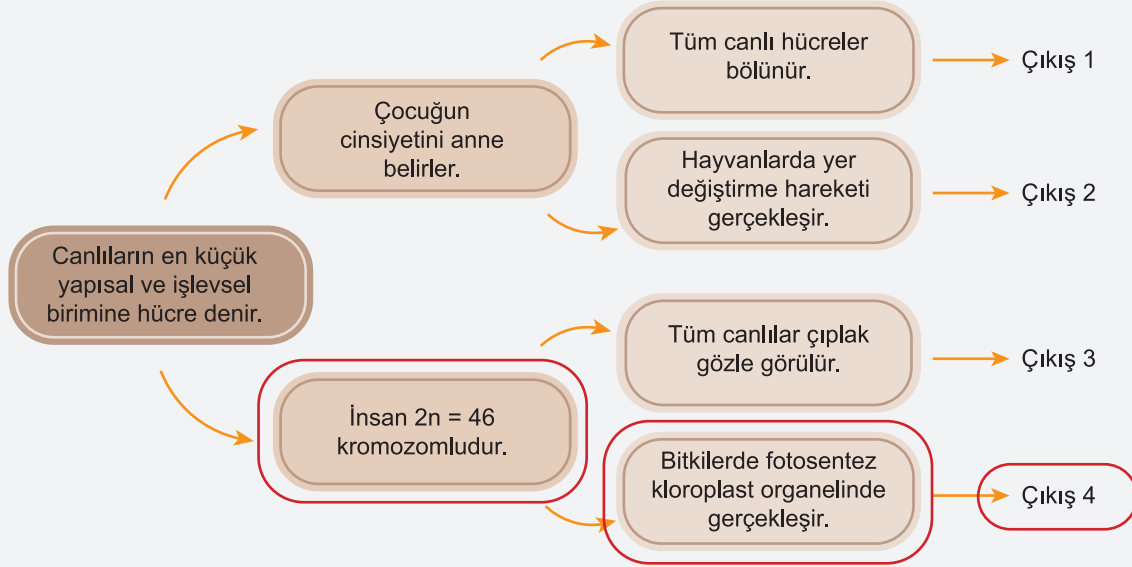 Tüm canlı hücreler
bölünür.
Çıkış 1
Çocuğun
cinsiyetini anne
belirler.
Hayvanlarda yer
değiştirme hareketi
gerçekleşir.
Çıkış 2
Canlıların en küçük
yapısal ve işlevsel
birimine hücre denir.
Tüm canlılar çıplak
gözle görülür.
Çıkış 3
İnsan 2n = 46
kromozomludur.
Bitkilerde fotosentez
kloroplast organelinde
gerçekleşir.
Çıkış 4